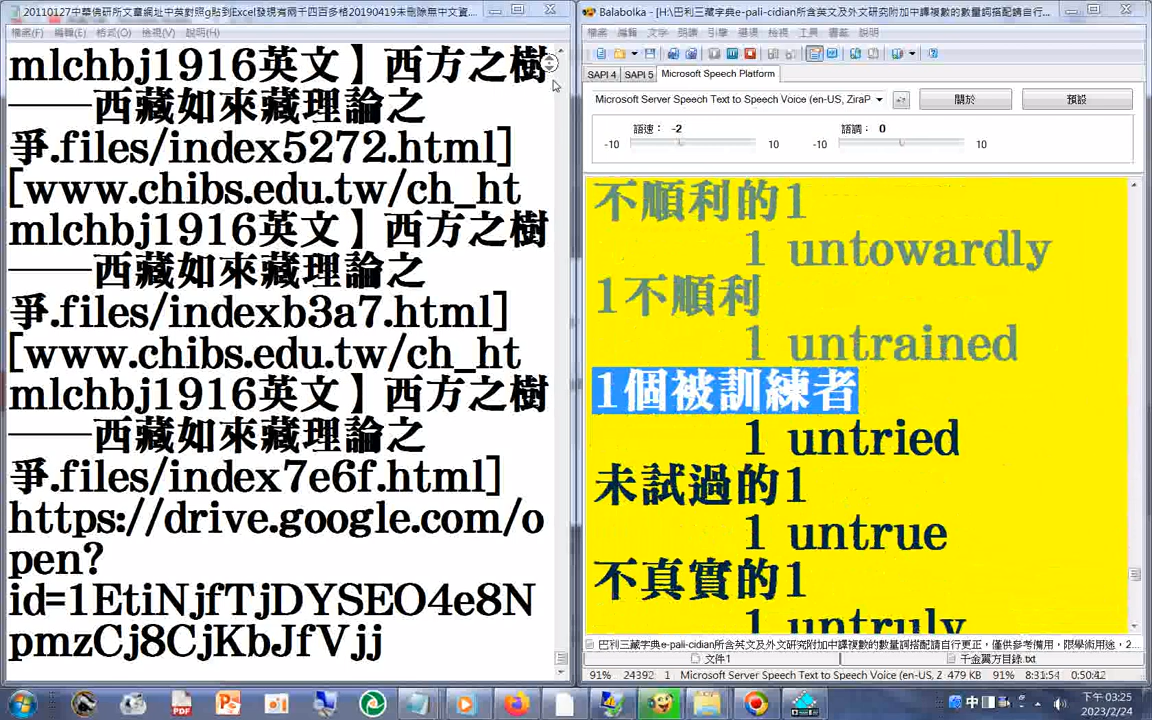 20110127中華佛研所文章網址中英對照g貼到Excel發現有兩千四百多格20190419未刪除無中文資...
檔案(F) 編輯(E) 格式(O) 檢視(V) 說明(H)
mlchbj1916英文】西方之樹
——西藏如來藏理論之
爭.files/index5272.html]
[www.chibs.edu.tw/ch_ht
mlchbj1916英文】西方之樹
——西藏如來藏理論之
爭.files/indexb3a7.html]
[www.chibs.edu.tw/ch_ht
mlchbj1916英文】西方之樹
——西藏如來藏理論之
爭.files/index7e6f.html]
https://drive.google.com/o
pen?
id=1EtiNjfTjDYSEO4e8N
pmzCj8CjKbJfVjj
Balabolka - [H:\巴利三藏字典e-pali-cidian所含英文及外文研究附加中譯複數的數量詞搭配請自行...
檔案 編輯 文字 朗讀 引擎 選項 檢視 工具 書籤 說明
SAPI 4 SAPI 5 Microsoft Speech Platform
Microsoft Server Speech Text to Speech Voice (en-US, ZiraP 關於 預設
語速： -2 語調： 0
-10 10 -10 10
不順利的1
1 untowardly
1不順利
1 untrained
1個被訓練者
1 untried
未試過的1
1 untrue
不真實的1
1 untruly
巴利三藏字典e-pali-cidian所含英文及外文研究附加中譯複數的數量詞搭配請自行更正，僅供參考備用，限學術用途，2...
文件1 千金翼方目錄.txt
91% 24392 1 Microsoft Server Speech Text to Speech Voice (en-US, Zi 479 KB 8:31:54 0:50:42
91% 中 下午 03:25
2023/2/24